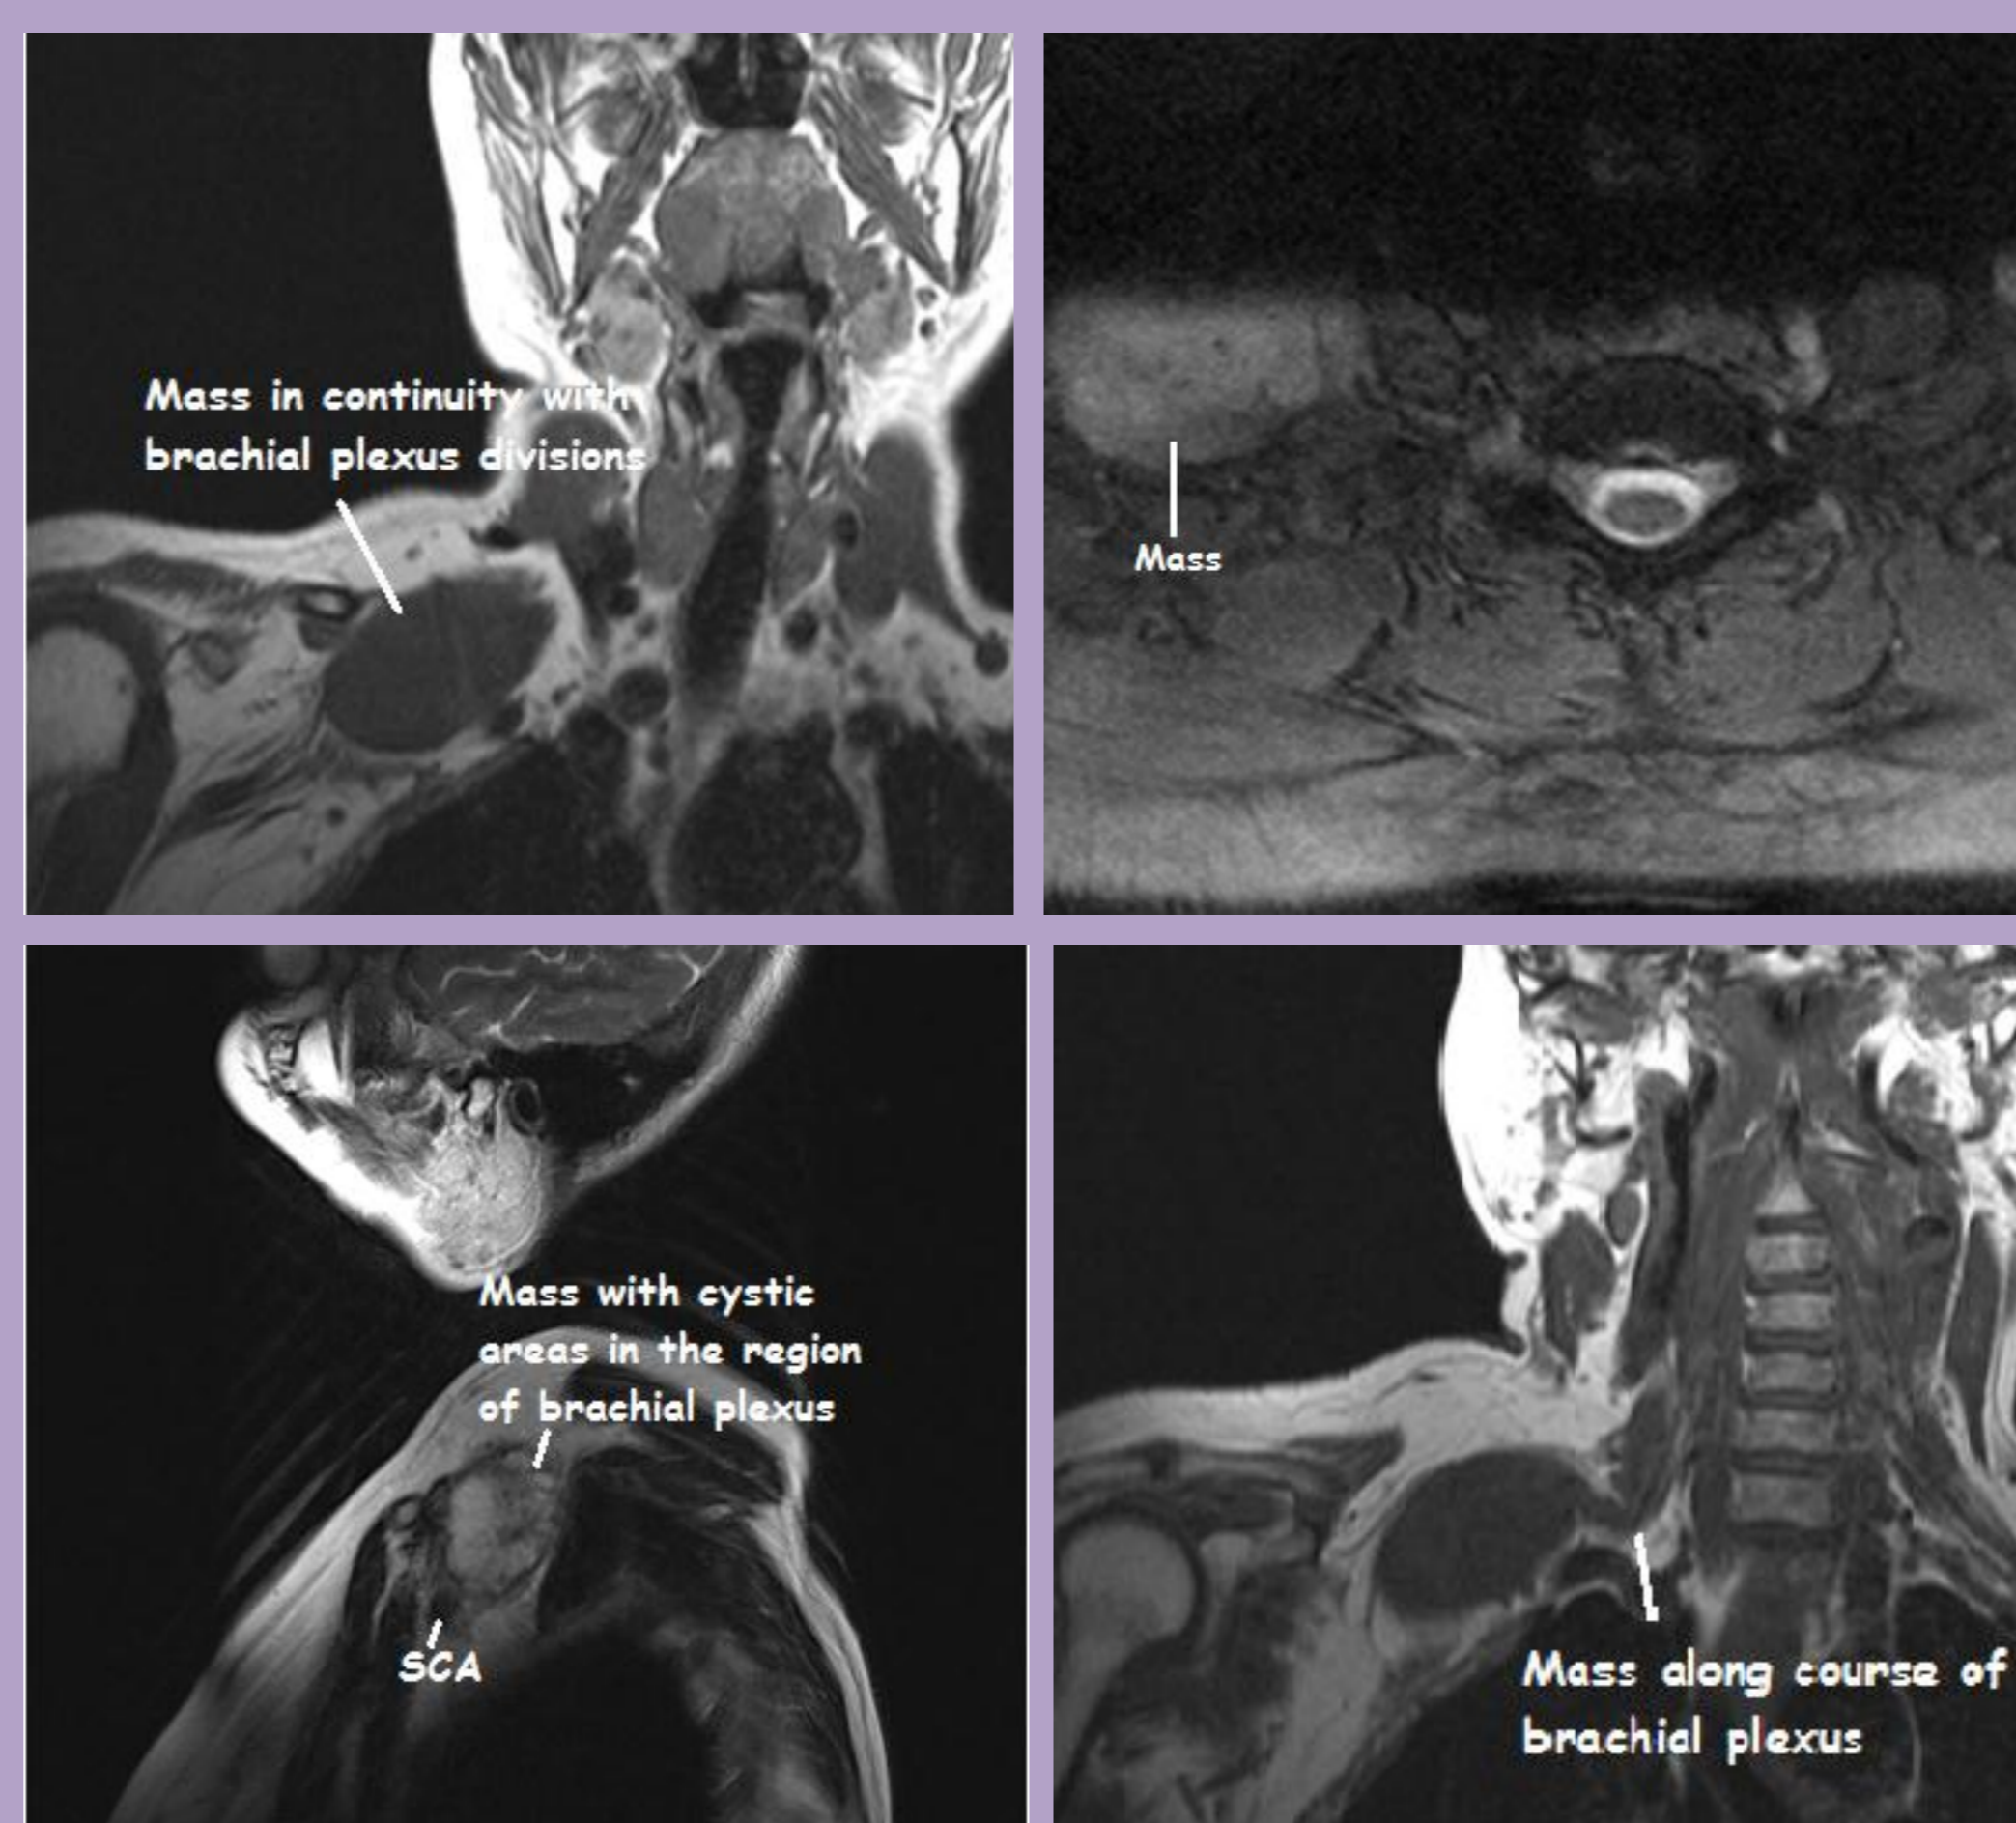 Mass in continuity with
brachial plexus divisions
Mass
Mass with cystic
areas in the region
of brachial plexus
SCA
Mass along course of
brachial plexus